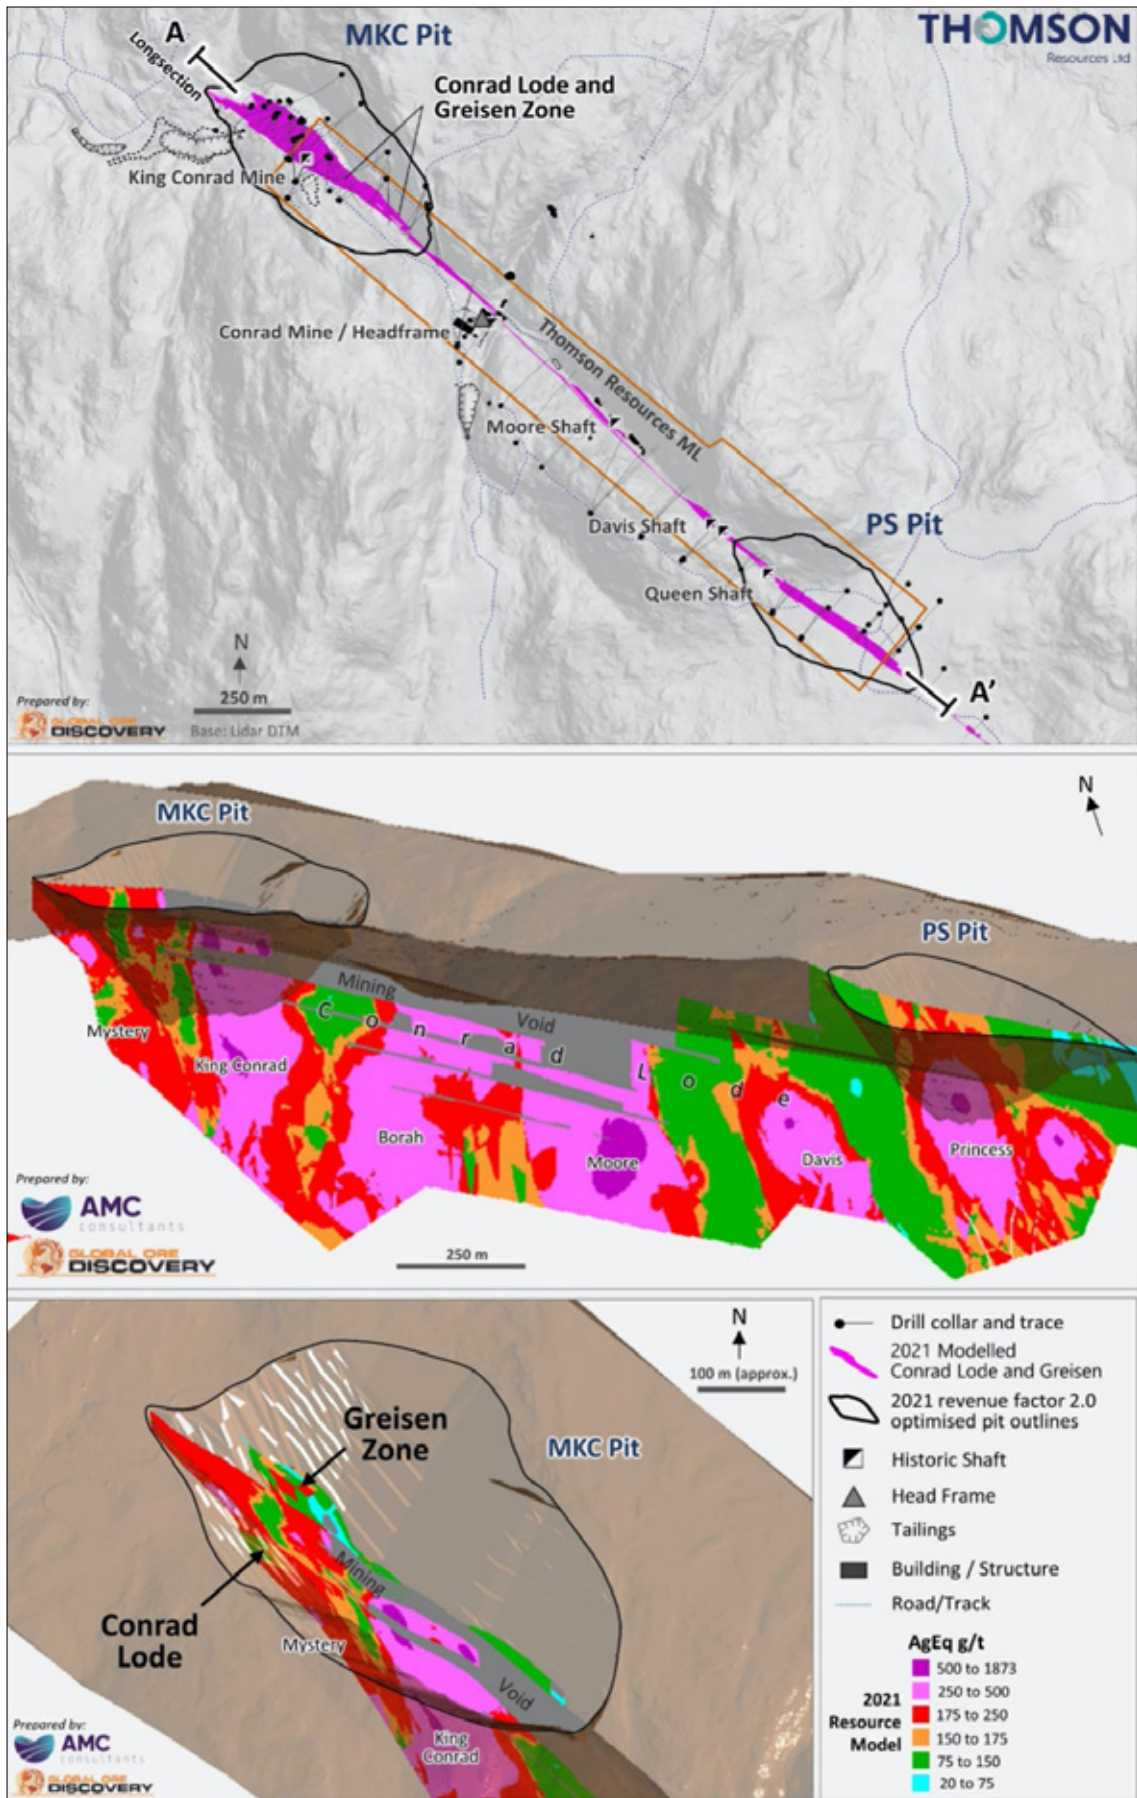 THOMSON
Resources Ltd
A
Longsection
MKC Pit
Conrad Lode and
Greisen Zone
King Conrad Mine
Conrad Mine / Headframe
Thomson Resources ML
Moore Shaft
Davis Shaft
PS Pit
Queen Shaft
N
250 m
Base: Lidar DTM
A'
Prepared by:
GLOBAL ORE
DISCOVERY
MKC Pit
N
PS Pit
Mining
Void
Conrad Lode
Mystery
King Conrad
Borah
Moore
Davis
Princess
Prepared by:
AMC
consultants
GLOBAL ORE
DISCOVERY
250 m
N
100 m (approx.)
Greisen
Zone
MKC Pit
Mining
Conrad
Lode
Mystery
Void
King
Conrad
Prepared by:
AMC
consultants
GLOBAL ORE
DISCOVERY
Drill collar and trace
2021 Modelled
Conrad Lode and Greisen
2021 revenue factor 2.0
optimised pit outlines
Historic Shaft
Head Frame
Tailings
Building / Structure
Road/Track
AgEq g/t
2021
Resource
Model
500 to 1873
250 to 500
175 to 250
150 to 175
75 to 150
20 to 75